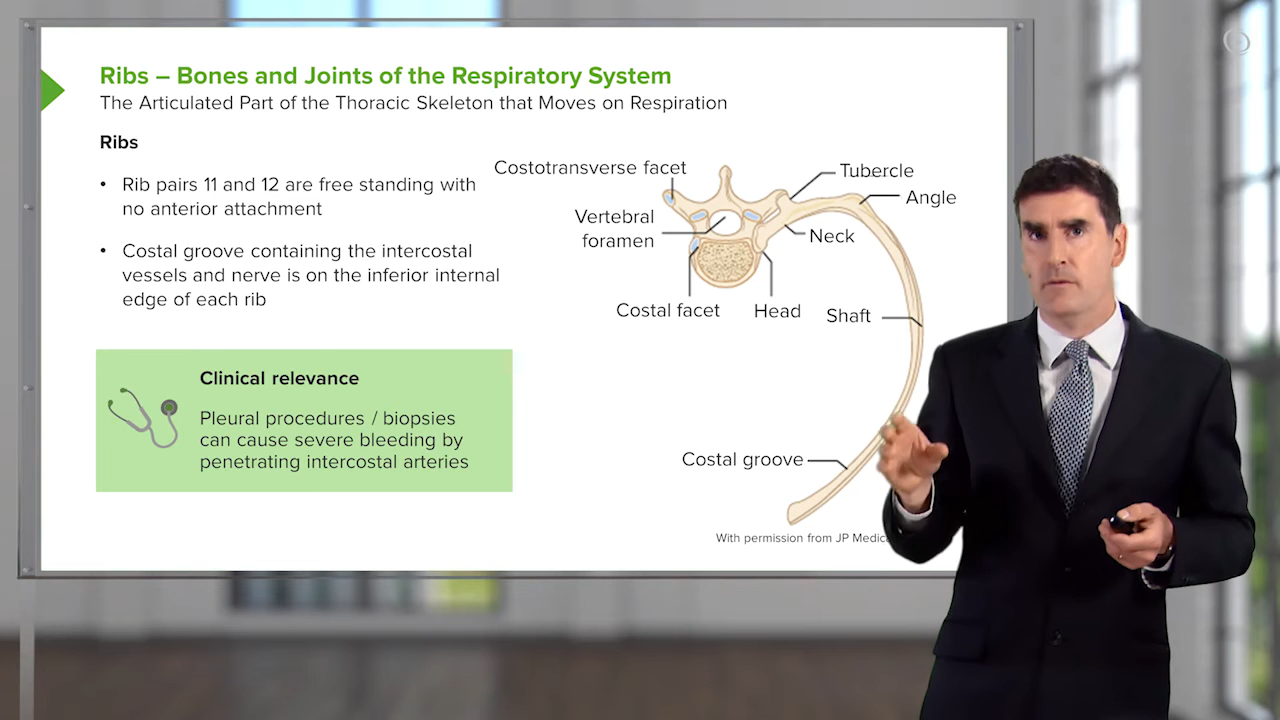 Ribs – Bones and Joints of the Respiratory System
The Articulated Part of the Thoracic Skeleton that Moves on Respiration
Ribs
• Rib pairs 11 and 12 are free standing with
no anterior attachment
• Costal groove containing the intercostal
vessels and nerve is on the inferior internal
edge of each rib
Clinical relevance
Pleural procedures / biopsies
can cause severe bleeding by
penetrating intercostal arteries
Costotransverse facet
Tubercle
Angle
Vertebral
foramen
Neck
Costal facet
Head
Shaft
Costal groove
With permission from JP